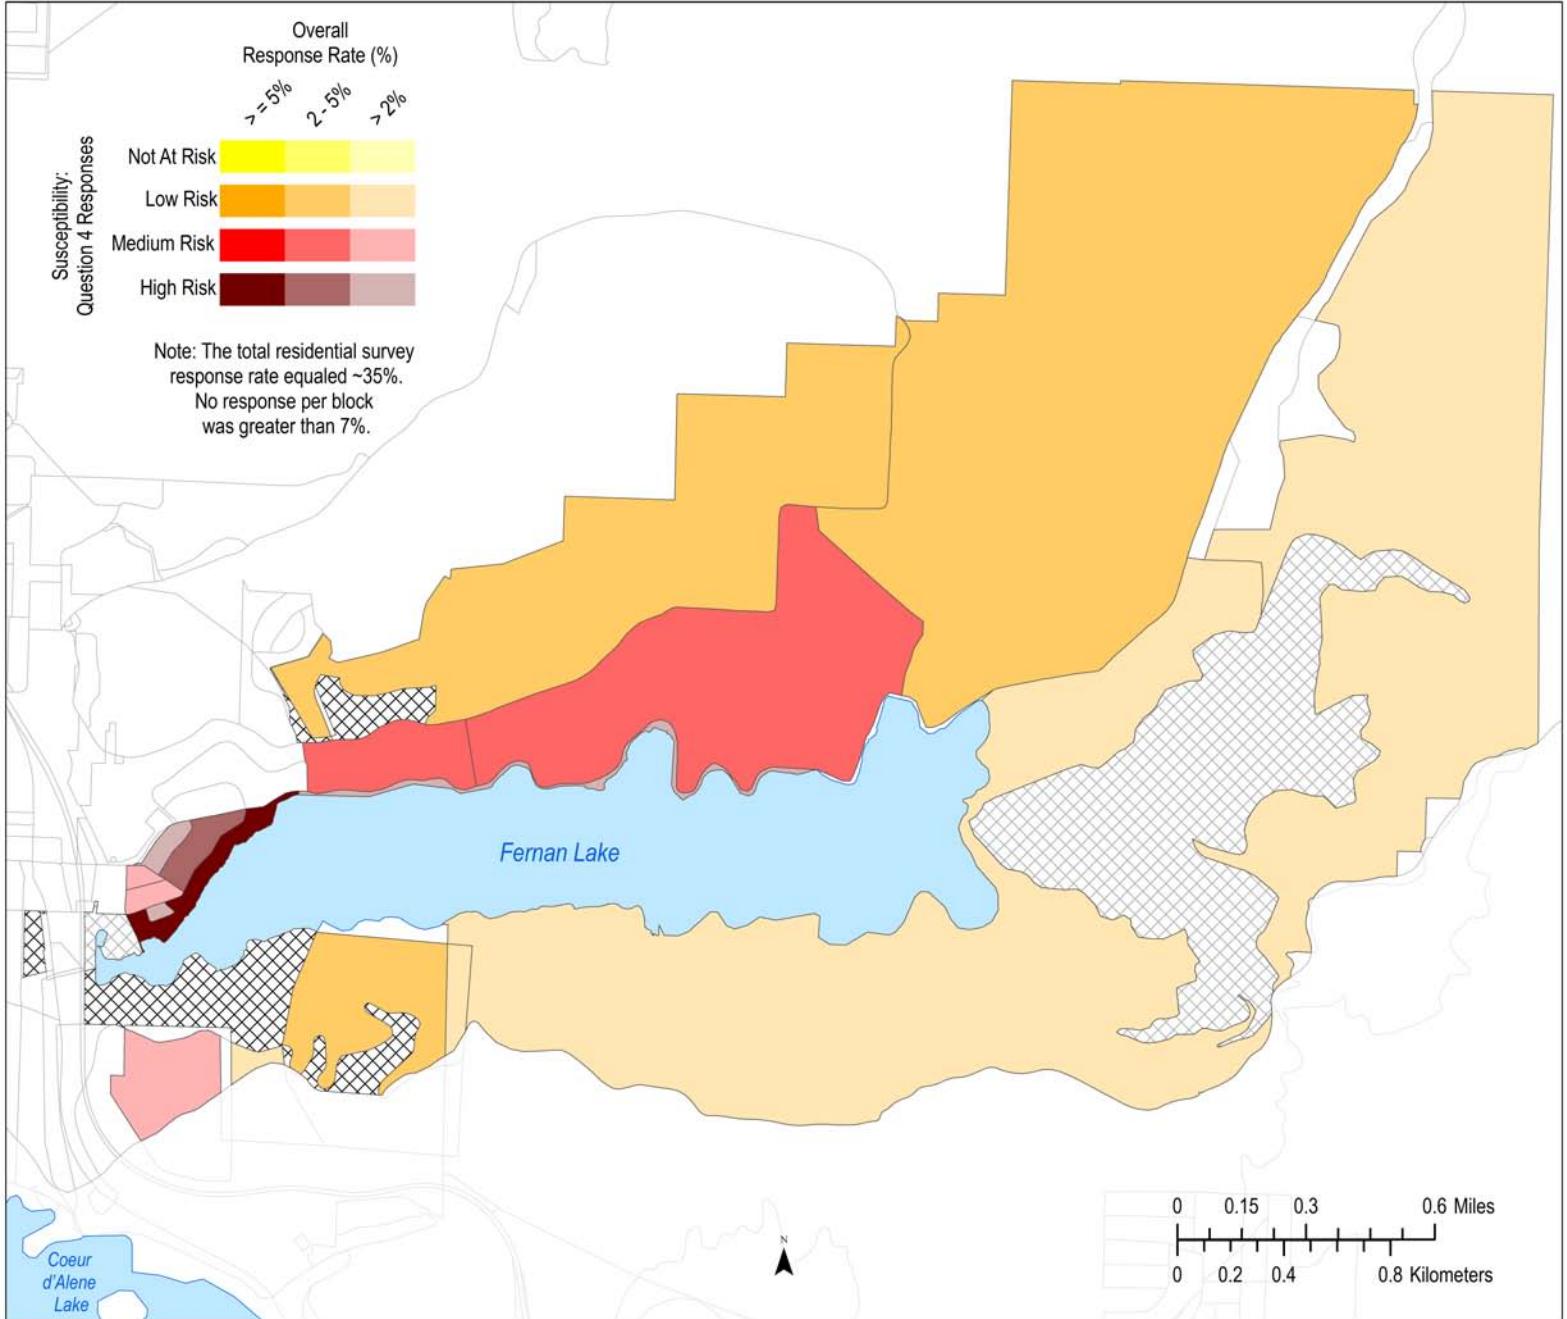 Overall
Response Rate (%)
> = 5%
2 - 5%
> 2%
Susceptibility:
Question 4 Responses
Not At Risk
Low Risk
Medium Risk
High Risk
Note: The total residential survey
response rate equaled ~35%.
No response per block
was greater than 7%.
Fernan Lake
Coeur
d'Alene
Lake
N
0 0.15 0.3 0.6 Miles
0 0.2 0.4 0.8 Kilometers